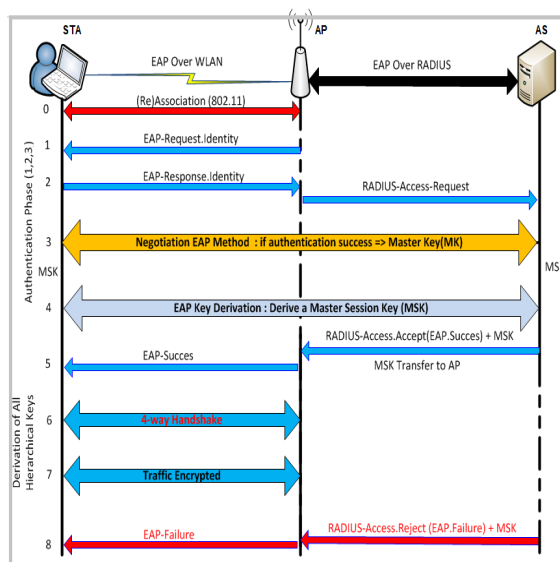 STA
AP
AS
EAP Over WLAN
EAP Over RADIUS
0
(Re)Association (802.11)
1
EAP-Request.Identity
2
EAP-Response.Identity
RADIUS-Access-Request
Authentication Phase (1,2,3)
3
Negotiation EAP Method : if authentication success => Master Key(MK)
MSK
MS
4
EAP Key Derivation : Derive a Master Session Key (MSK)
RADIUS-Access.Accept(EAP.Succes) + MSK
5
EAP-Succes
MSK Transfer to AP
Derivation of All
Hierarchical Keys
6
4-way Handshake
7
Traffic Encrypted
8
EAP-Failure
RADIUS-Access.Reject (EAP.Failure) + MSK